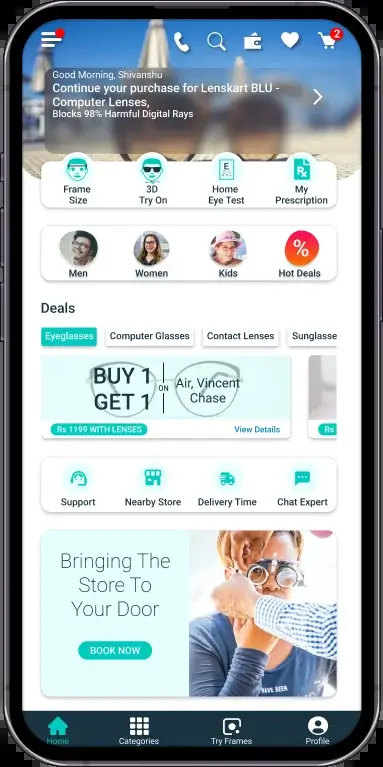 2
Good Morning, Shivanshu
Continue your purchase for Lenskart BLU -
Computer Lenses,
Blocks 98% Harmful Digital Rays
Frame
Size
3D
Try On
Home
Eye Test
My
Prescription
E
Rx
Men
Women
Kids
%
Hot Deals
Deals
Eyeglasses
Computer Glasses
Contact Lenses
Sunglasse
BUY 1
GET 1
ON
Air, Vincent
Chase
Rs 1199 WITH LENSES
View Details
Rs
Support
Nearby Store
Delivery Time
Chat Expert
Bringing The
Store To
Your Door
BOOK NOW
I HAVE
BEEN
Home
Categories
Try Frames
Profile